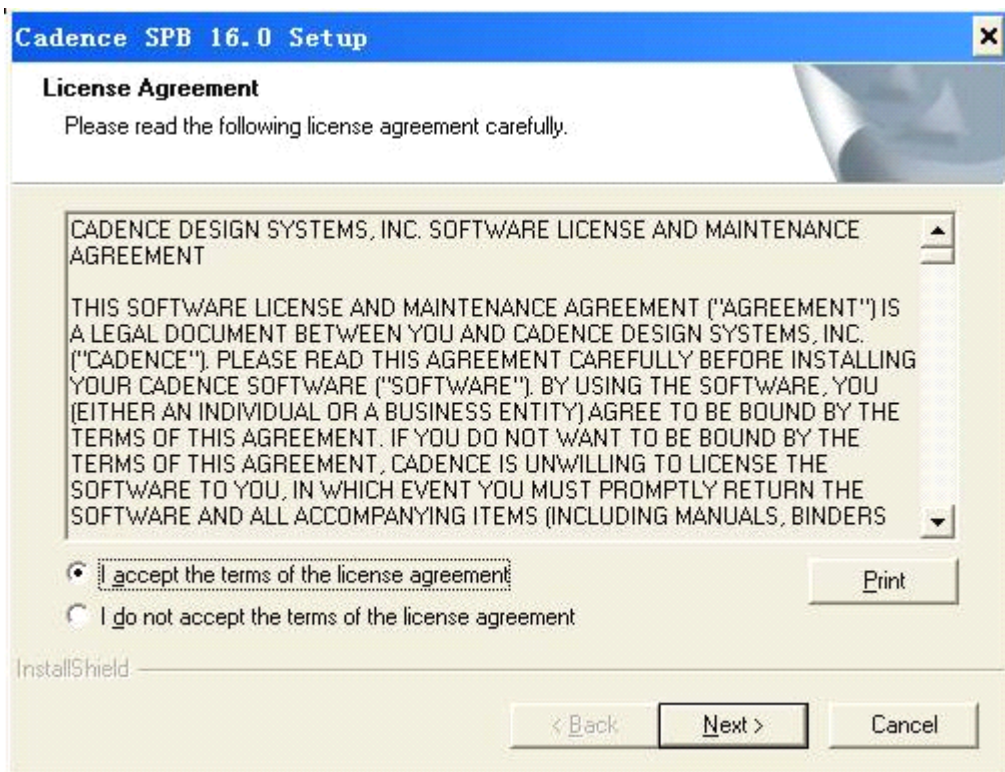 Cadence SPB 16.0 Setup
License Agreement
Please read the following license agreement carefully.
CADENCE DESIGN SYSTEMS, INC. SOFTWARE LICENSE AND MAINTENANCE
AGREEMENT
THIS SOFTWARE LICENSE AND MAINTENANCE AGREEMENT ("AGREEMENT") IS
A LEGAL DOCUMENT BETWEEN YOU AND CADENCE DESIGN SYSTEMS, INC.
("CADENCE"). PLEASE READ THIS AGREEMENT CAREFULLY BEFORE INSTALLING
YOUR CADENCE SOFTWARE ("SOFTWARE"). BY USING THE SOFTWARE, YOU
(EITHER AN INDIVIDUAL OR A BUSINESS ENTITY) AGREE TO BE BOUND BY THE
TERMS OF THIS AGREEMENT. IF YOU DO NOT WANT TO BE BOUND BY THE
TERMS OF THIS AGREEMENT, CADENCE IS UNWILLING TO LICENSE THE
SOFTWARE TO YOU, IN WHICH EVENT YOU MUST PROMPTLY RETURN THE
SOFTWARE AND ALL ACCOMPANYING ITEMS (INCLUDING MANUALS, BINDERS
I accept the terms of the license agreement
Print
I do not accept the terms of the license agreement
InstallShield
< Back
Next >
Cancel